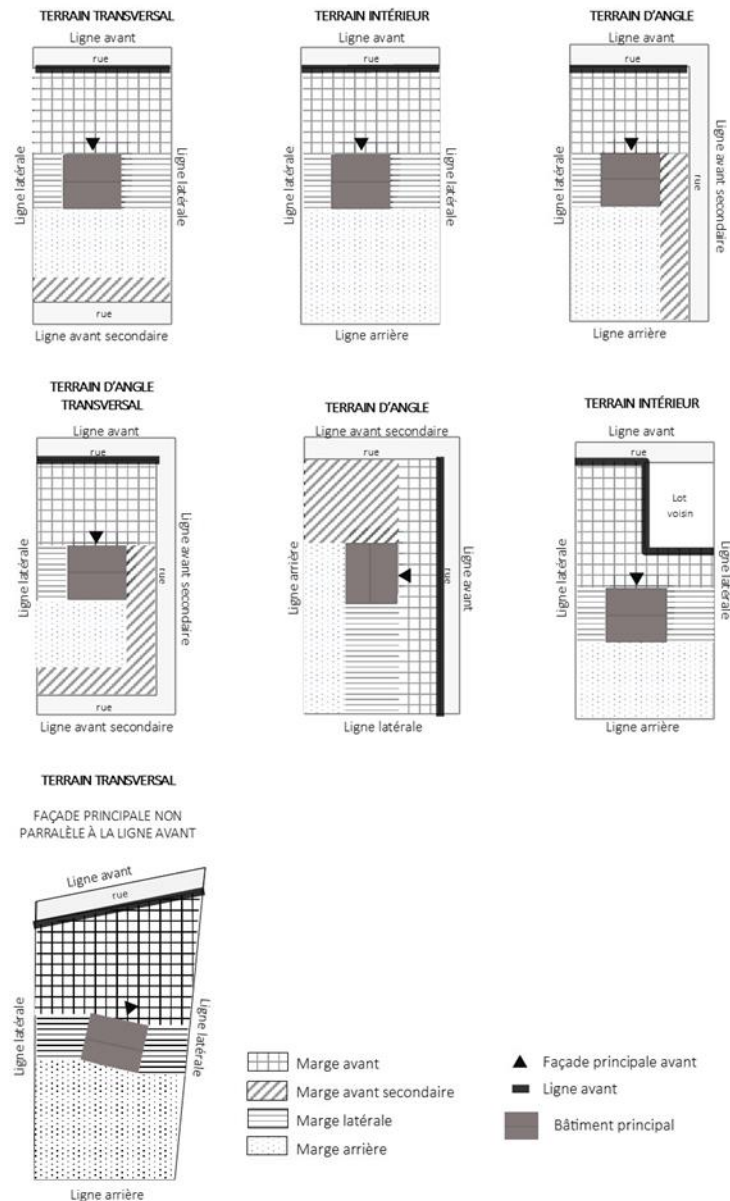 TERRAIN TRANSVERSAL
Ligne avant
rue
Ligne latérale
Ligne latérale
rue
Ligne avant secondaire
TERRAIN INTÉRIEUR
Ligne avant
rue
Ligne latérale
Ligne latérale
Ligne arrière
TERRAIN D'ANGLE
Ligne avant
rue
Ligne latérale
rue
Ligne avant secondaire
Ligne arrière
TERRAIN D'ANGLE
TRANSVERSAL
Ligne avant
rue
Ligne latérale
rue
Ligne avant secondaire
rue
Ligne avant secondaire
TERRAIN D'ANGLE
Ligne avant secondaire
rue
Ligne arrière
rue
Ligne avant
Ligne latérale
TERRAIN INTÉRIEUR
Ligne avant
rue
Lot
voisin
Ligne latérale
Ligne latérale
Ligne arrière
TERRAIN TRANSVERSAL
FAÇADE PRINCIPALE NON
PARRALÈLE À LA LIGNE AVANT
Ligne avant
rue
Ligne latérale
Ligne latérale
Ligne arrière
Marge avant
Marge avant secondaire
Marge latérale
Marge arrière
Façade principale avant
Ligne avant
Bâtiment principal